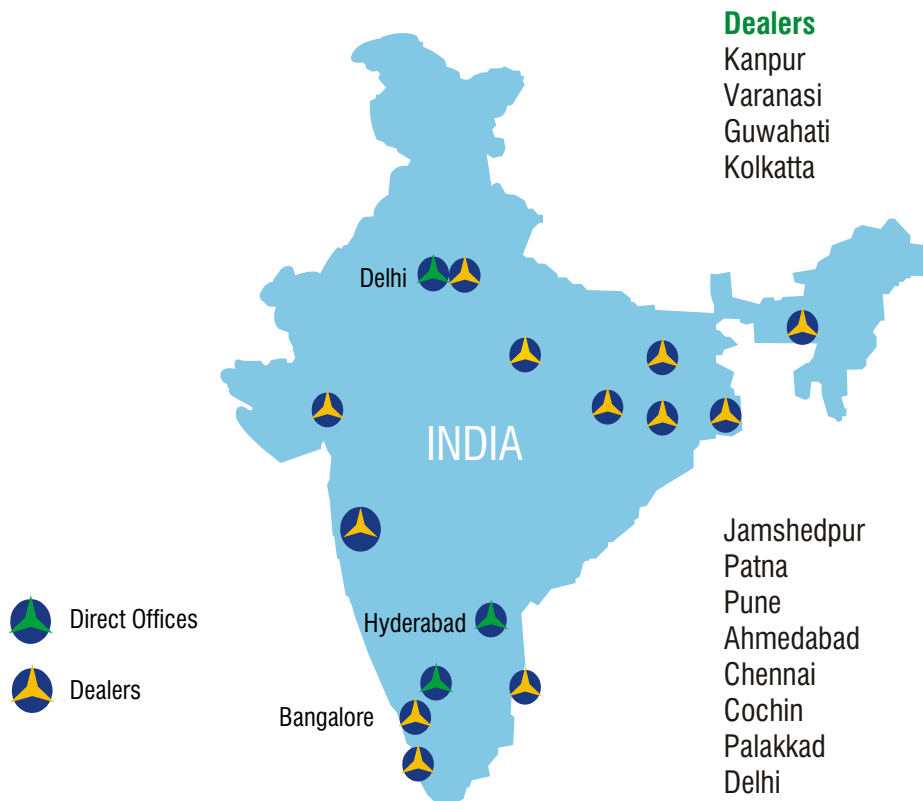 Dealers
Kanpur
Varanasi
Guwahati
Kolkatta
Delhi
INDIA
Jamshedpur
Patna
Pune
Ahmedabad
Chennai
Cochin
Palakkad
Delhi
Hyderabad
Bangalore
Direct Offices
Dealers